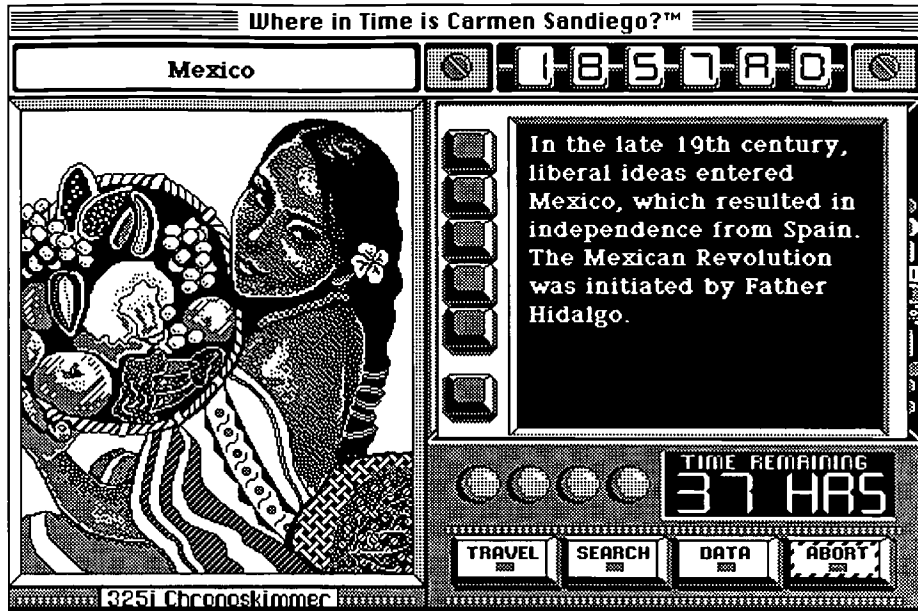 Where in Time is Carmen Sandiego?™
Mexico
1857AD
In the late 19th century,
liberal ideas entered
Mexico, which resulted in
independence from Spain.
The Mexican Revolution
was initiated by Father
Hidalgo.
TIME REMAINING
37 HRS
TRAVEL SEARCH DATA ABORT
325i Chronoskimmer